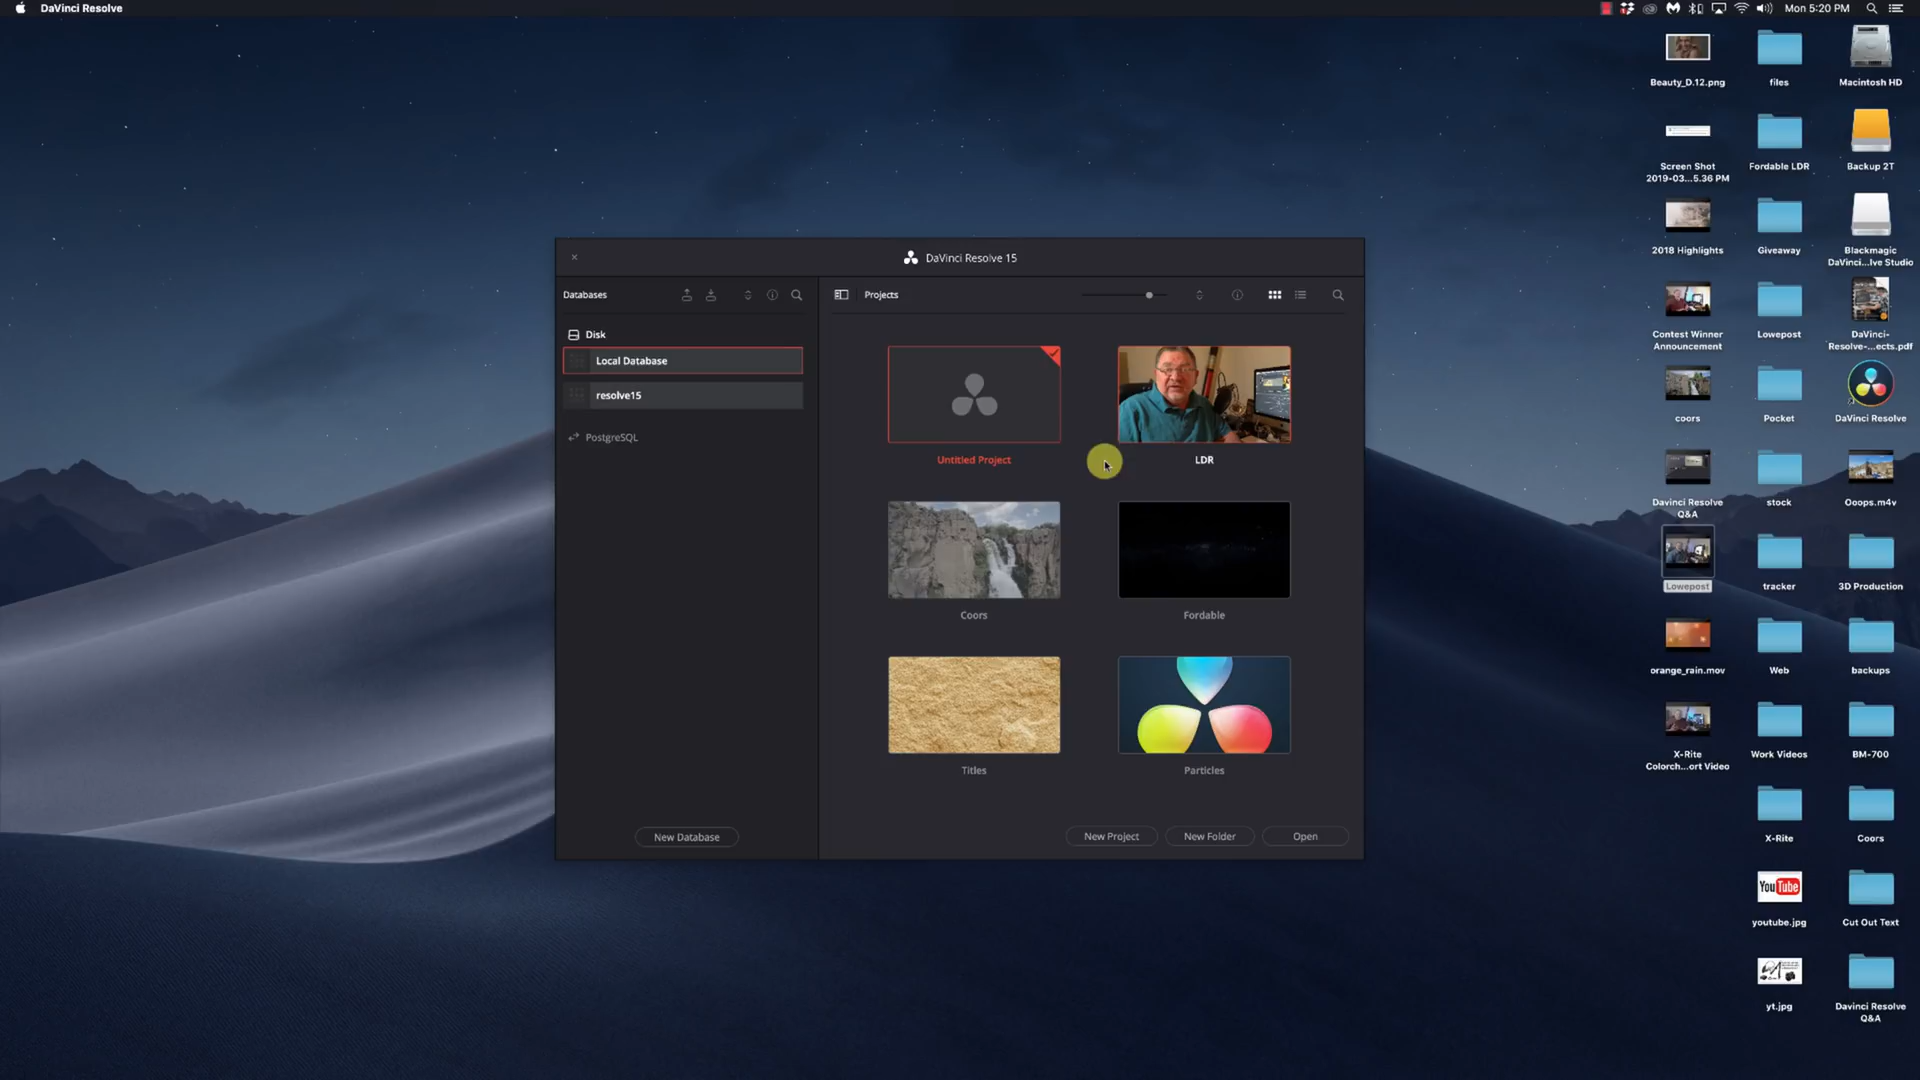 DaVinci Resolve
Mon 5:20 PM
DaVinci Resolve 15
Databases
Disk
Local Database
resolve15
PostgreSQL
New Database
Projects
Untitled Project
LDR
Coors
Fordable
Titles
Particles
New Project
New Folder
Open
Beauty_D.12.png
files
Macintosh HD
Screen Shot
2019-03...5.36 PM
Fordable LDR
Backup 2T
2018 Highlights
Giveaway
Blackmagic
DaVinci...lve Studio
Contest Winner
Announcement
Lowepost
DaVinci-
Resolve-...ects.pdf
coors
Pocket
DaVinci Resolve
Davinci Resolve
Q&A
stock
Ooops.m4v
Lowepost
tracker
3D Production
orange_rain.mov
Web
backups
X-Rite
Colorch...ort Video
Work Videos
BM-700
X-Rite
Coors
YouTube
youtube.jpg
Cut Out Text
yt.jpg
Davinci Resolve
Q&A